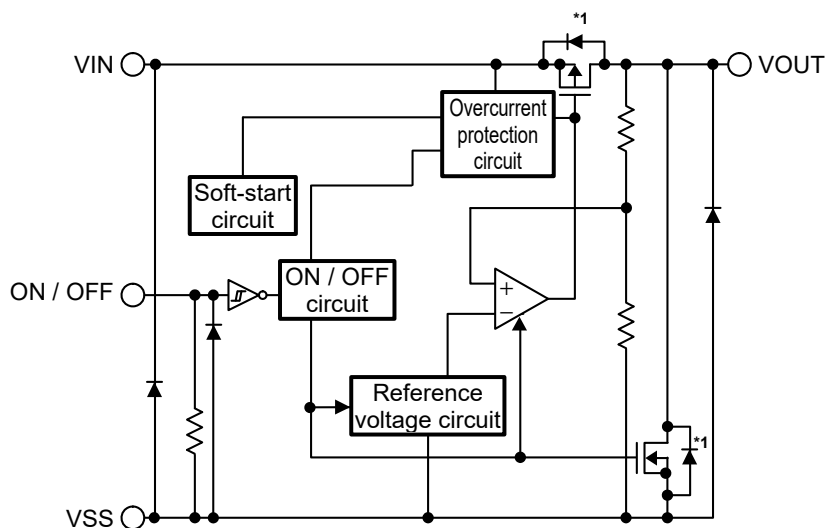 *1
VIN
VOUT
Overcurrent
protection
circuit
Soft-start
circuit
ON / OFF
ON / OFF
circuit
+
−
Reference
voltage circuit
*1
VSS